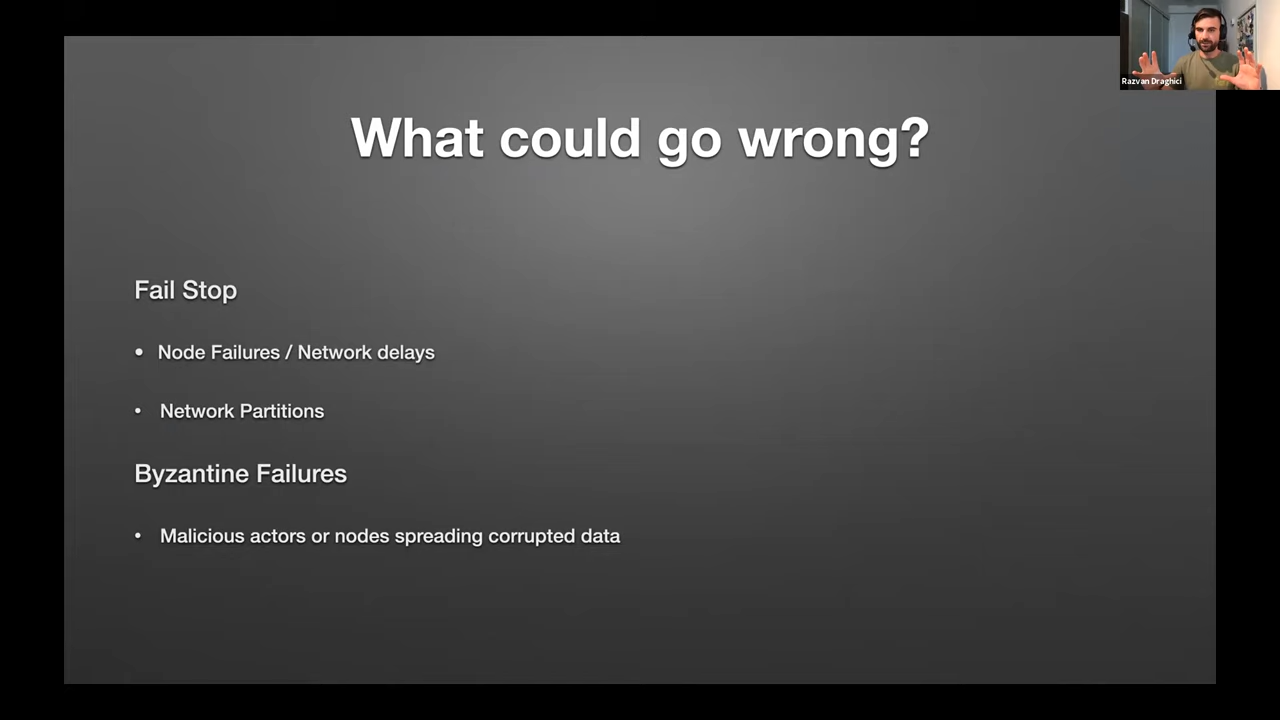 What could go wrong?
Razvan Draghici
Fail Stop
• Node Failures / Network delays
• Network Partitions
Byzantine Failures
• Malicious actors or nodes spreading corrupted data